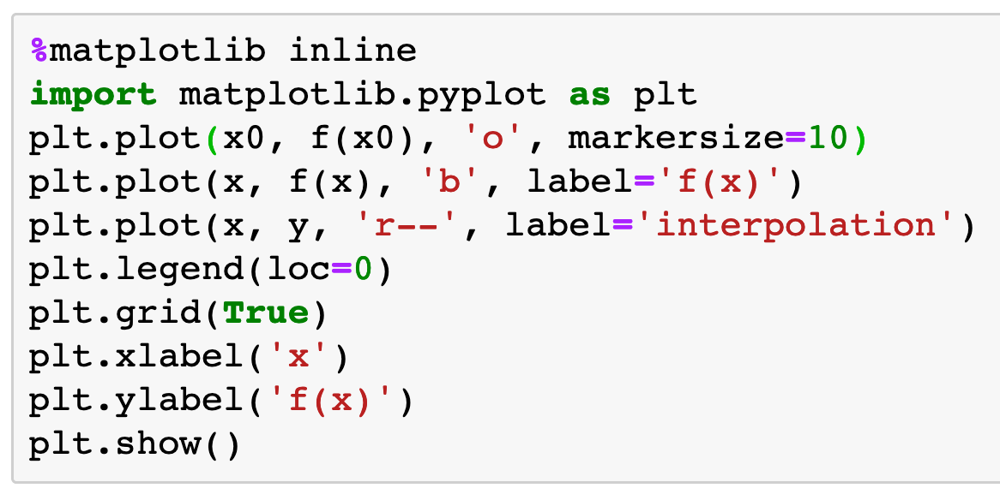 %matplotlib inline
import matplotlib.pyplot as plt
plt.plot(x0, f(x0), 'o', markersize=10)
plt.plot(x, f(x), 'b', label='f(x)')
plt.plot(x, y, 'r--', label='interpolation')
plt.legend(loc=0)
plt.grid(True)
plt.xlabel('x')
plt.ylabel('f(x)')
plt.show()